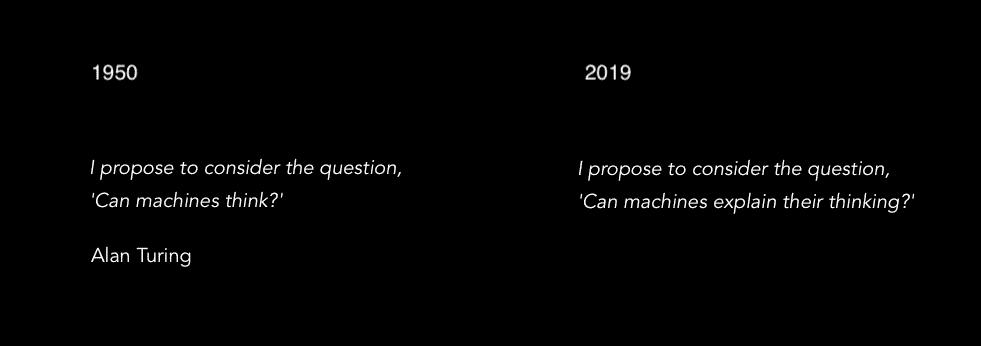 1950
I propose to consider the question,
'Can machines think?'
Alan Turing
2019
I propose to consider the question,
'Can machines explain their thinking?'